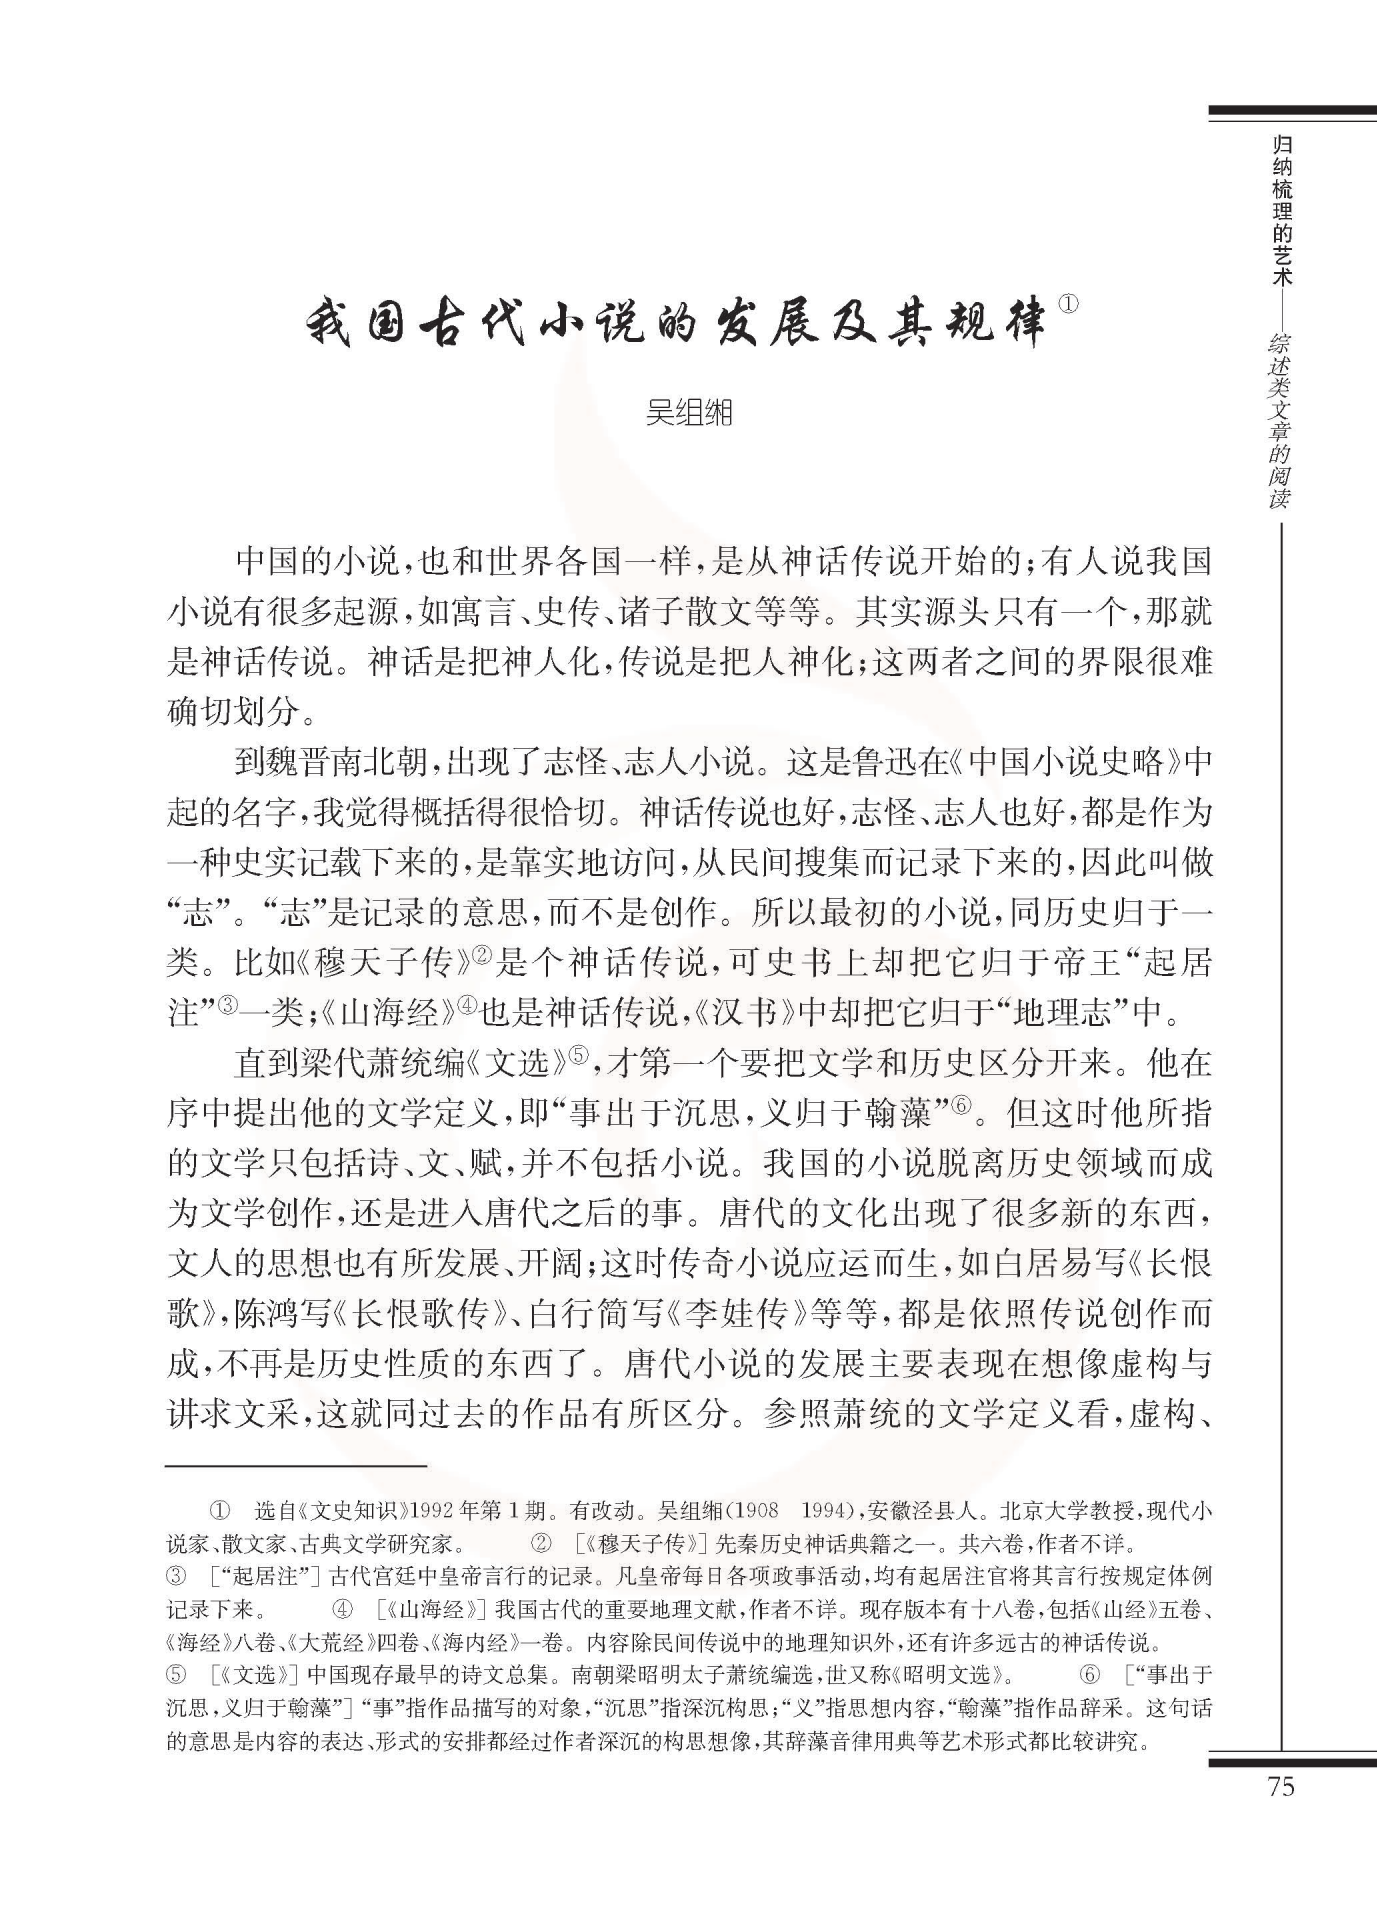 归纳梳理的艺术——综述类文章的阅读
我国古代小说的发展及其规律①
吴组缃
中国的小说,也和世界各国一样,是从神话传说开始的;有人说我国
小说有很多起源,如寓言、史传、诸子散文等等。其实源头只有一个,那就
是神话传说。神话是把神人化,传说是把人神化;这两者之间的界限很难
确切划分。
到魏晋南北朝,出现了志怪、志人小说。这是鲁迅在《中国小说史略》中
起的名字,我觉得概括得很恰切。神话传说也好,志怪、志人也好,都是作为
一种史实记载下来的,是靠实地访问,从民间搜集而记录下来的,因此叫做
“志”。“志”是记录的意思,而不是创作。所以最初的小说,同历史归于一
类。比如《穆天子传》②是个神话传说,可史书上却把它归于帝王“起居
注”③一类;《山海经》④也是神话传说,《汉书》中却把它归于“地理志”中。
直到梁代萧统编《文选》⑤,才第一个要把文学和历史区分开来。他在
序中提出他的文学定义,即“事出于沉思,义归于翰藻”⑥。但这时他所指
的文学只包括诗、文、赋,并不包括小说。我国的小说脱离历史领域而成
为文学创作,还是进入唐代之后的事。唐代的文化出现了很多新的东西,
文人的思想也有所发展、开阔;这时传奇小说应运而生,如白居易写《长恨
歌》,陈鸿写《长恨歌传》、白行简写《李娃传》等等,都是依照传说创作而
成,不再是历史性质的东西了。唐代小说的发展主要表现在想像虚构与
讲求文采,这就同过去的作品有所区分。参照萧统的文学定义看,虚构、
① 选自《文史知识》1992年第1期。有改动。吴组缃(1908 1994),安徽泾县人。北京大学教授,现代小
说家、散文家、古典文学研究家。 ② [《穆天子传》] 先秦历史神话典籍之一。共六卷,作者不详。
③ [“起居注”] 古代宫廷中皇帝言行的记录。凡皇帝每日各项政事活动,均有起居注官将其言行按规定体例
记录下来。 ④ [《山海经》] 我国古代的重要地理文献,作者不详。现存版本有十八卷,包括《山经》五卷、
《海经》八卷、《大荒经》四卷、《海内经》一卷。内容除民间传说中的地理知识外,还有许多远古的神话传说。
⑤ [《文选》] 中国现存最早的诗文总集。南朝梁昭明太子萧统编选,世又称《昭明文选》。 ⑥ [“事出于
沉思,义归于翰藻”] “事”指作品描写的对象,“沉思”指深沉构思;“义”指思想内容,“翰藻”指作品辞采。这句话
的意思是内容的表达、形式的安排都经过作者深沉的构思想像,其辞藻音律用典等艺术形式都比较讲究。
75